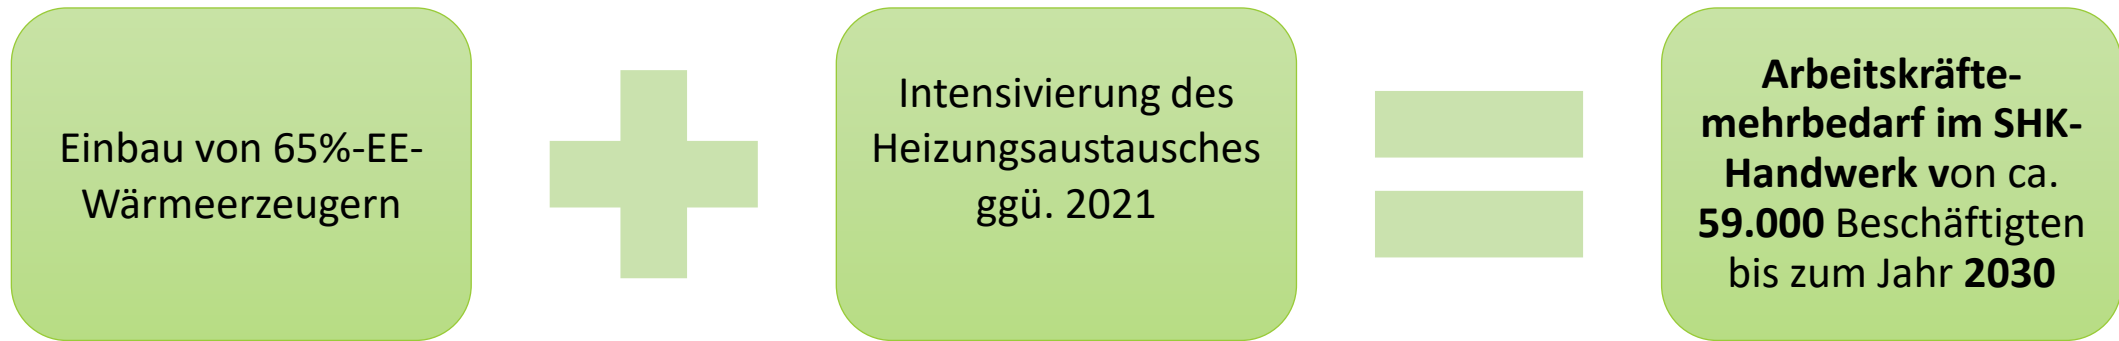 Einbau von 65%-EE-
Wärmeerzeugern
Intensivierung des
Heizungsaustausches
ggü. 2021
Arbeitskräfte-
mehrbedarf im SHK-
Handwerk von ca.
59.000 Beschäftigten
bis zum Jahr 2030